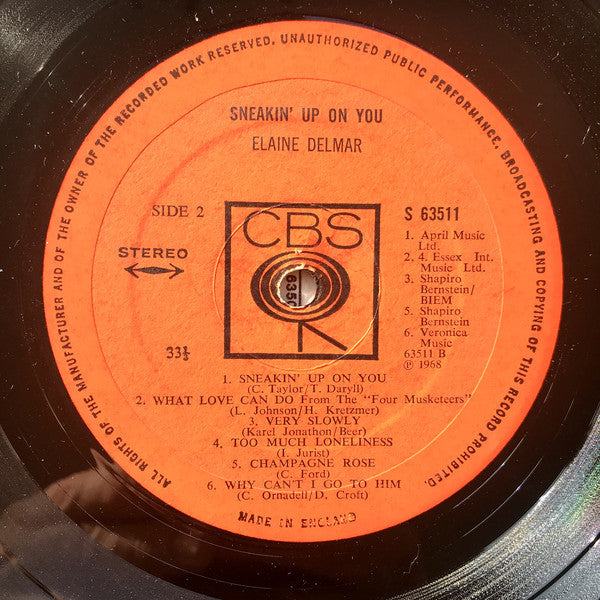 ALL RIGHTS OF THE MANUFACTURER AND OF THE OWNER OF THE RECORDED WORK RESERVED. UNAUTHORIZED PUBLIC PERFORMANCE, BROADCASTING AND COPYING OF THIS RECORD PROHIBITED.
SNEAKIN' UP ON YOU
ELAINE DELMAR
SIDE 2
STEREO
33⅓
CBS
S 63511
1. April Music
Ltd.
2. 4. Essex Int.
Music Ltd.
3. Shapiro
Bernstein/
BIEM
5. Shapiro
Bernstein
6. Veronica
Music
63511 B
Ⓟ 1968
1. SNEAKIN' UP ON YOU
(C. Taylor/T. Daryll)
2. WHAT LOVE CAN DO From The "Four Musketeers"
(L. Johnson/H. Kretzmer)
3. VERY SLOWLY
(Karel Jonathon/Beer)
4. TOO MUCH LONELINESS
(I. Jurist)
5. CHAMPAGNE ROSE
(C. Ford)
6. WHY CAN'T I GO TO HIM
(C. Ornadell/D. Croft)
MADE IN ENGLAND